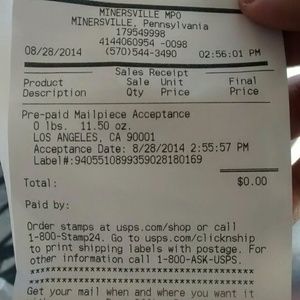 MINERSVILLE MPO
MINERSVILLE, Pennsylvania
179549998
4144060954 -0098
08/28/2014 (570)544-3490 02:56:01 PM
Sales Receipt
Product Sale Unit Final
Description Qty Price Price
Pre-paid Mailpiece Acceptance
0 lbs. 11.50 oz.
LOS ANGELES, CA 90001
Acceptance Date: 8/28/2014 2:55:57 PM
Label#:9405510899359028180169
Total: $0.00
Paid by:
Order stamps at usps.com/shop or call
1-800-Stamp24. Go to usps.com/clicknship
to print shipping labels with postage. For
other information call 1-800-ASK-USPS.
Get your mail when and where you want it